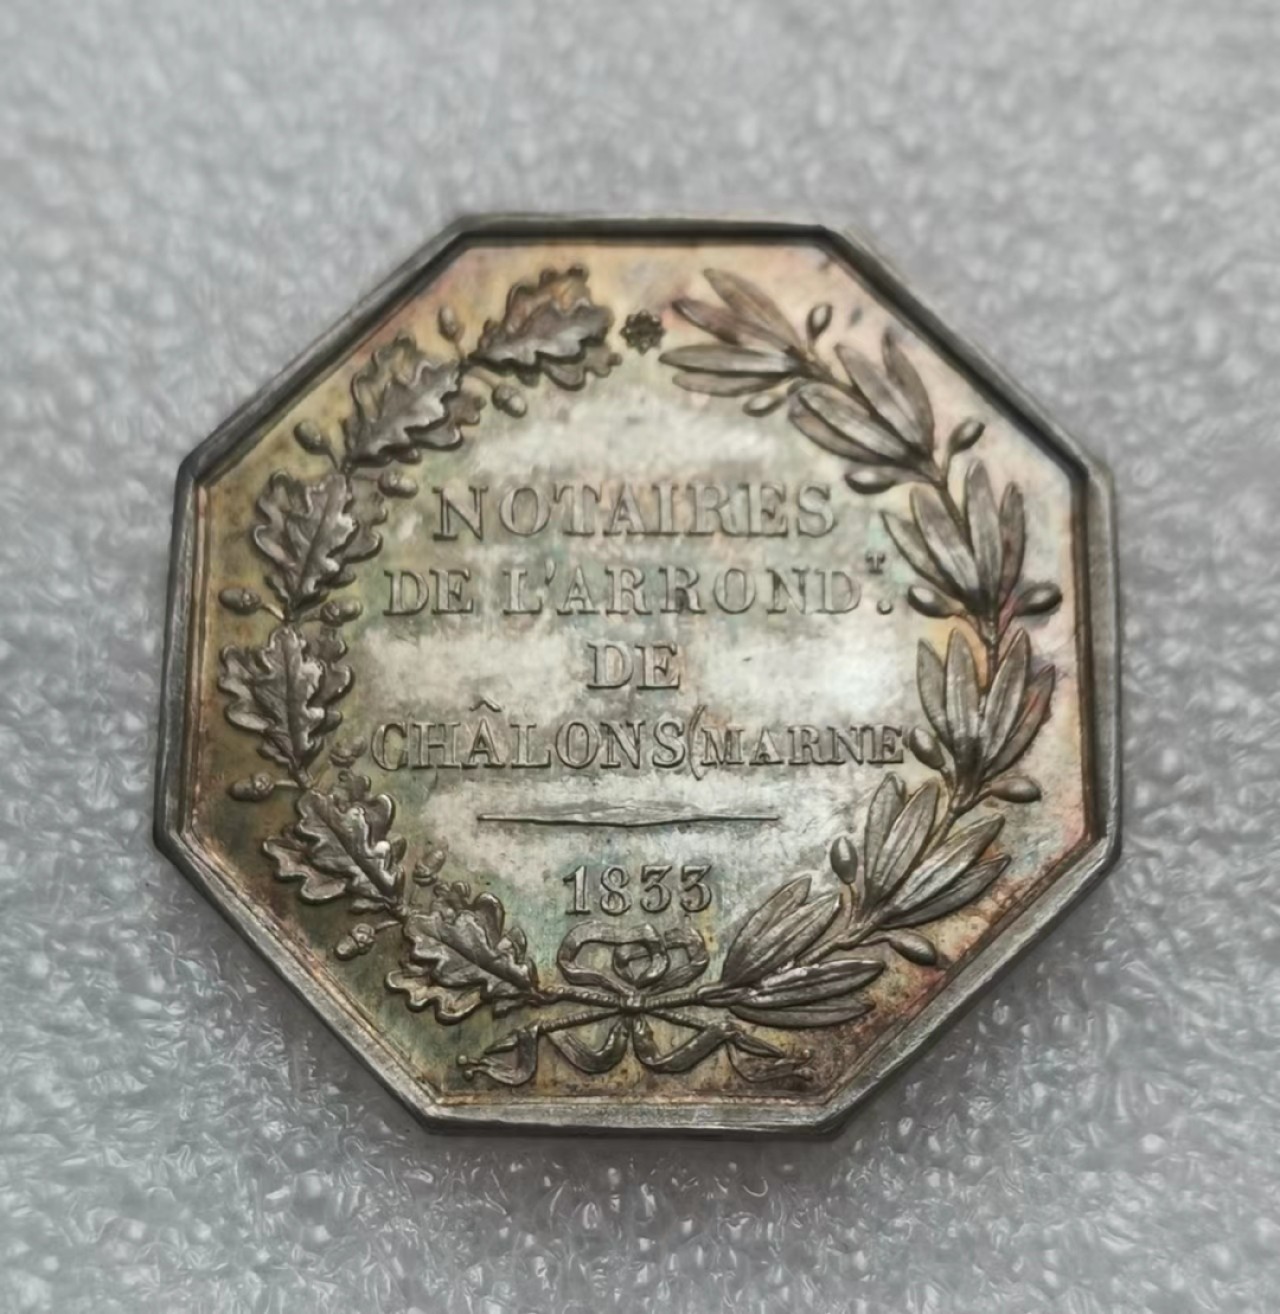 NOTAIRES
DE L'ARROND.T
DE
CHÂLONS(MARNE
1833